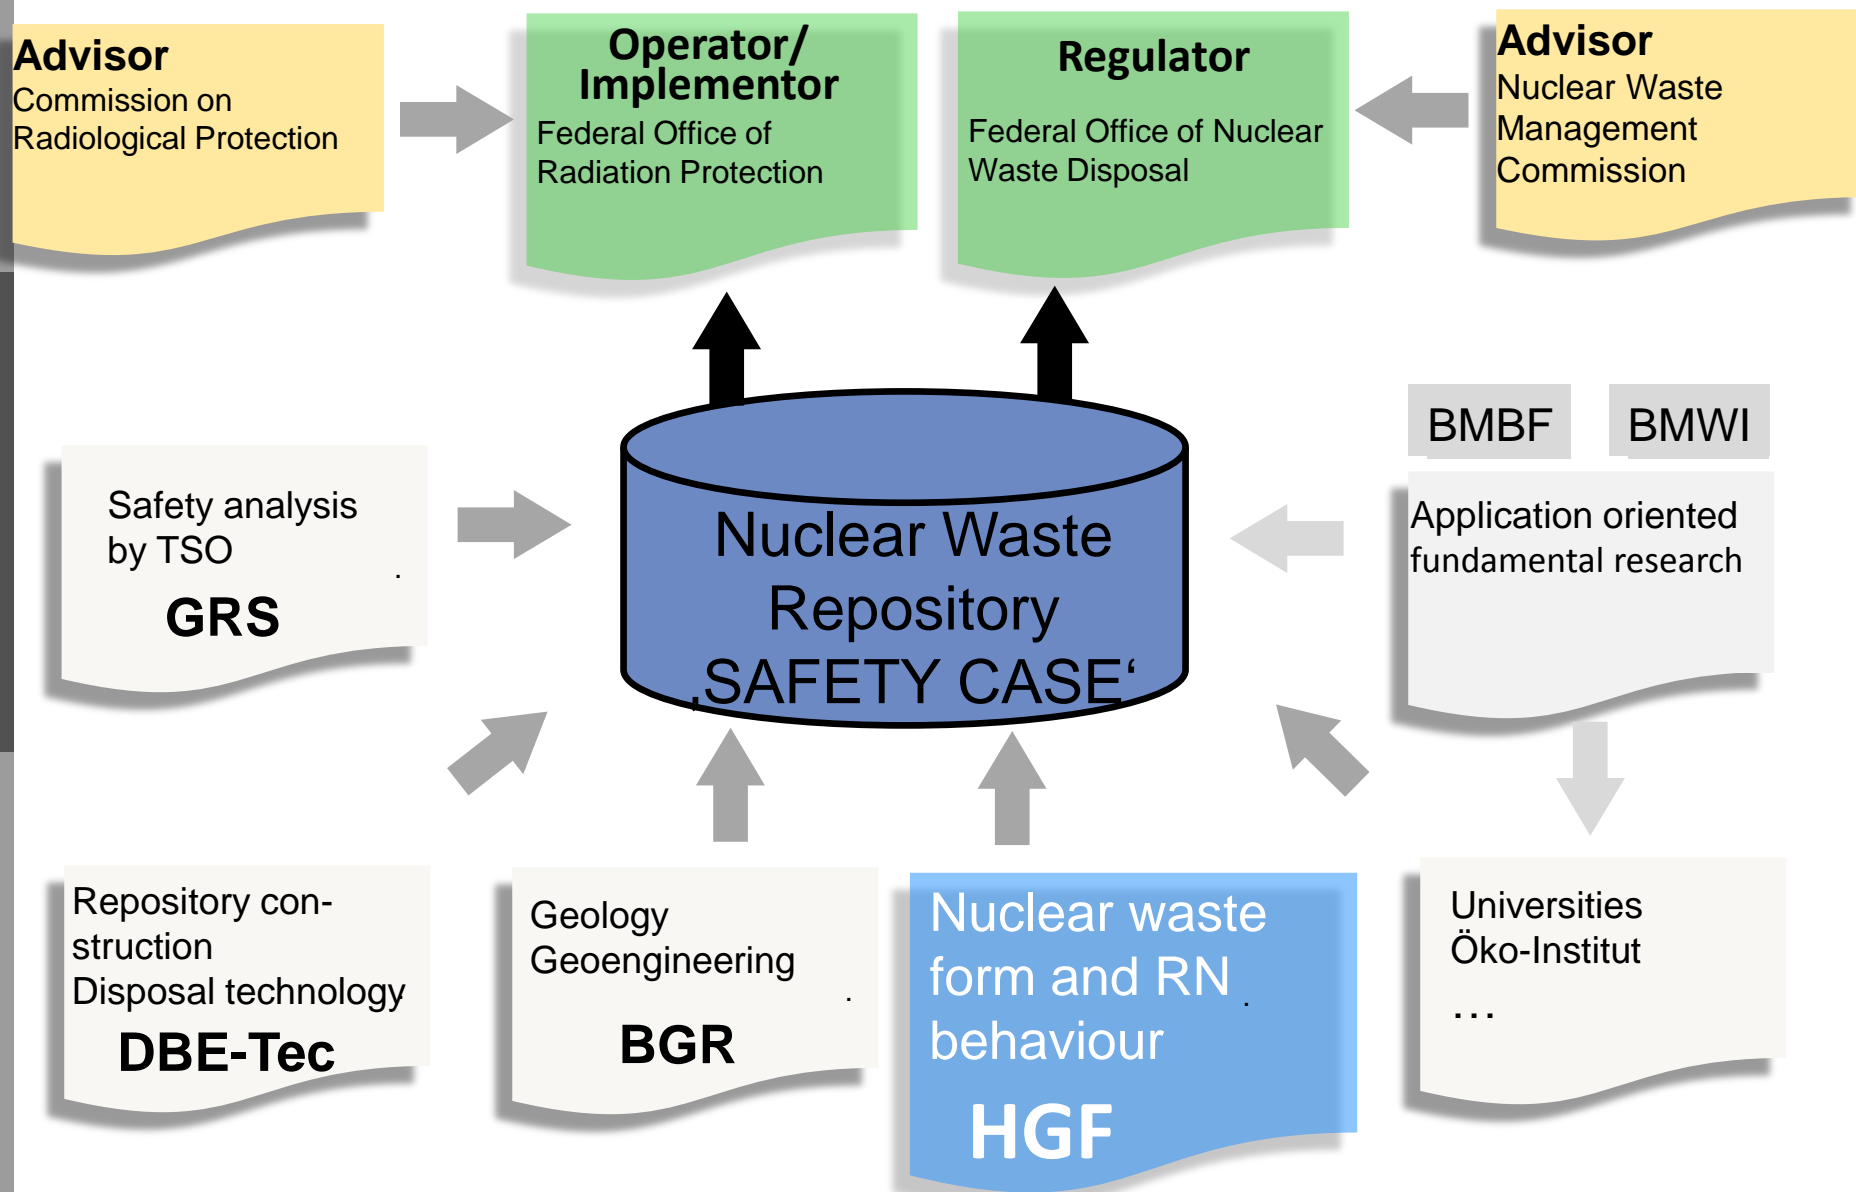 Advisor
Commission on
Radiological Protection
Operator/
Implementor
Federal Office of
Radiation Protection
Regulator
Federal Office of Nuclear
Waste Disposal
Advisor
Nuclear Waste
Management
Commission
Safety analysis
by TSO
.
GRS
Nuclear Waste
Repository
‚SAFETY CASE‘
BMBF
BMWI
Application oriented
fundamental research
Repository con-
struction
Disposal technology.
DBE-Tec
Geology
Geoengineering
.
BGR
Nuclear waste
form and RN .
behaviour
HGF
Universities
Öko-Institut
…